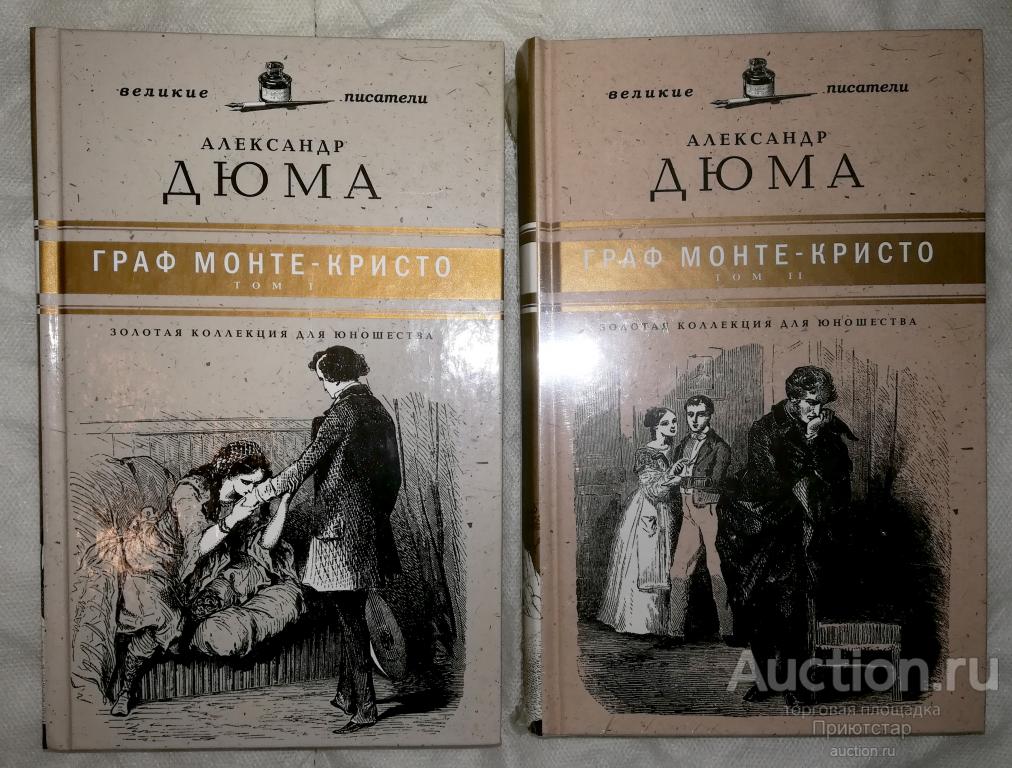 великие писатели
АЛЕКСАНДР
ДЮМА
ГРАФ МОНТЕ-КРИСТО
ТОМ I
ЗОЛОТАЯ КОЛЛЕКЦИЯ ДЛЯ ЮНОШЕСТВА
великие писатели
АЛЕКСАНДР
ДЮМА
ГРАФ МОНТЕ-КРИСТО
ТОМ II
ЗОЛОТАЯ КОЛЛЕКЦИЯ ДЛЯ ЮНОШЕСТВА
Auction.ru
торговая площадка
Приютстар
auction.ru